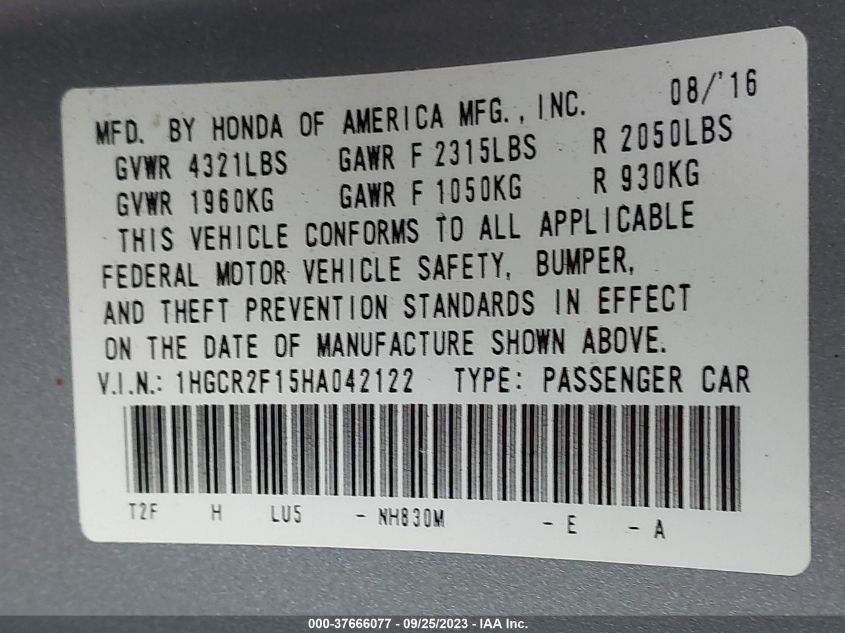 MFD. BY HONDA OF AMERICA MFG., INC. 08/'16
GVWR 4321LBS GAWR F 2315LBS R 2050LBS
GVWR 1960KG GAWR F 1050KG R 930KG
THIS VEHICLE CONFORMS TO ALL APPLICABLE
FEDERAL MOTOR VEHICLE SAFETY, BUMPER,
AND THEFT PREVENTION STANDARDS IN EFFECT
ON THE DATE OF MANUFACTURE SHOWN ABOVE.
V.I.N.: 1HGCR2F15HA042122 TYPE: PASSENGER CAR
T2F H LU5 - NH830M - E - A
000-37666077 - 09/25/2023 - IAA Inc.